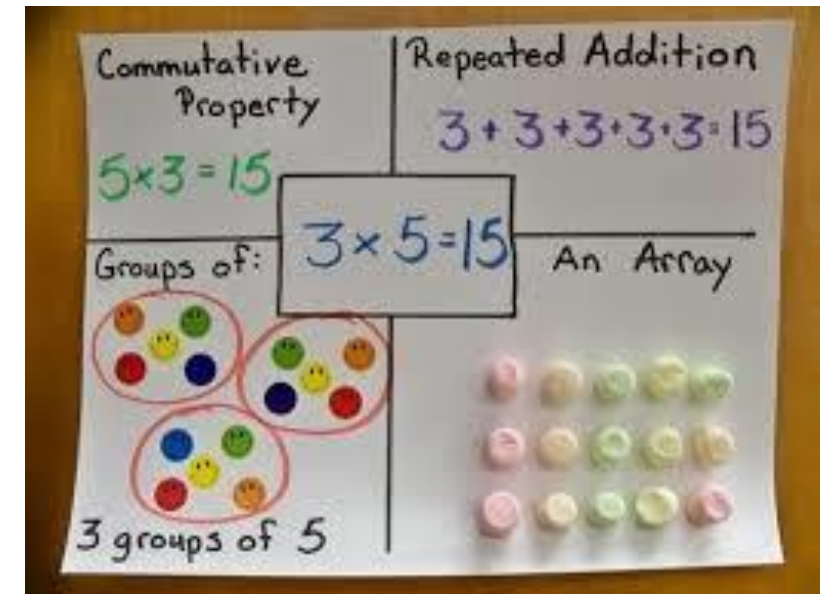 Commutative
Property
5×3=15
Repeated Addition
3+3+3+3+3=15
3×5=15
Groups of:
3 groups of 5
An Array